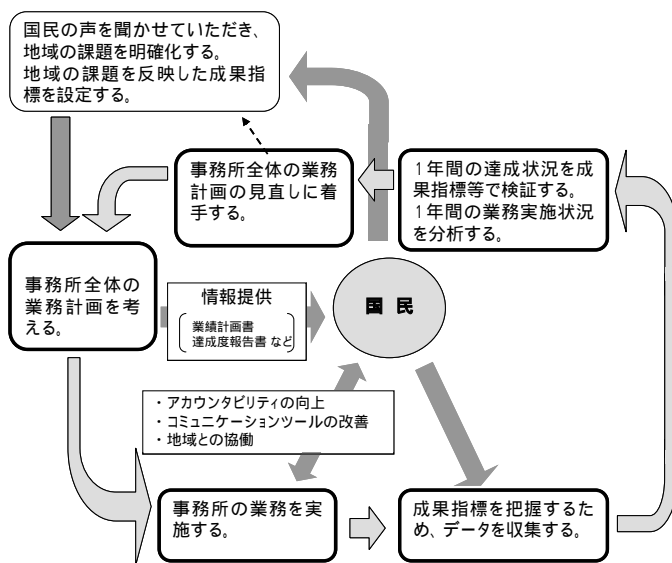 国民の声を聞かせていただき、
地域の課題を明確化する。
地域の課題を反映した成果指
標を設定する。
事務所全体の業務
計画の見直しに着
手する。
1年間の達成状況を成
果指標等で検証する。
1年間の業務実施状況
を分析する。
事務所全体の
業務計画を考
える。
情報提供
業績計画書
達成度報告書 など
国 民
・アカウンタビリティの向上
・コミュニケーションツールの改善
・地域との協働
事務所の業務を実
施する。
成果指標を把握するた
め、データを収集する。